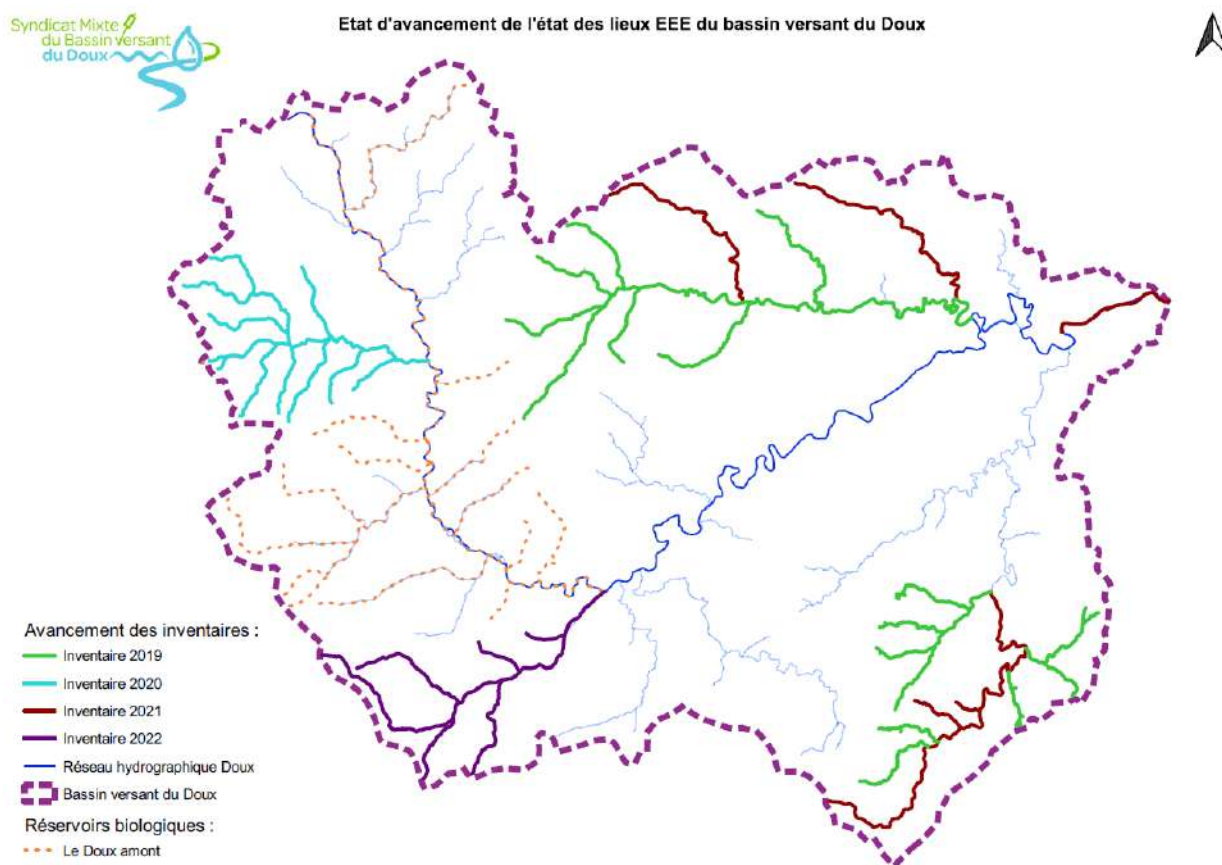 Syndicat Mixte
du Bassin versant
du Doux
Etat d'avancement de l'état des lieux EEE du bassin versant du Doux
Avancement des inventaires :
Inventaire 2019
Inventaire 2020
Inventaire 2021
Inventaire 2022
Réseau hydrographique Doux
Bassin versant du Doux
Réservoirs biologiques :
Le Doux amont